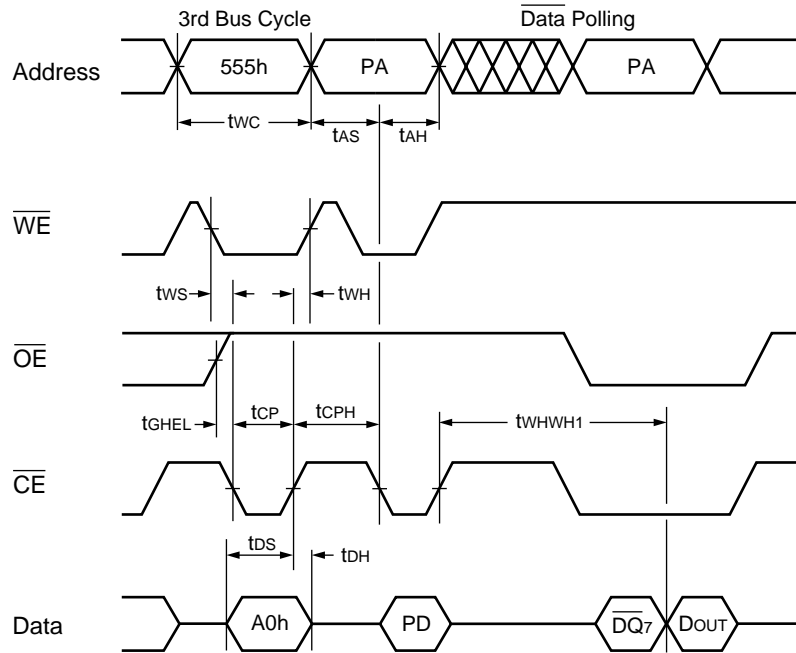 3rd Bus Cycle Data Polling
Address 555h PA PA
tWC tAS tAH
WE
tWS tWH
OE
tGHEL tCP tCPH tWHWH1
CE
tDS tDH
Data A0h PD DQ7 DOUT